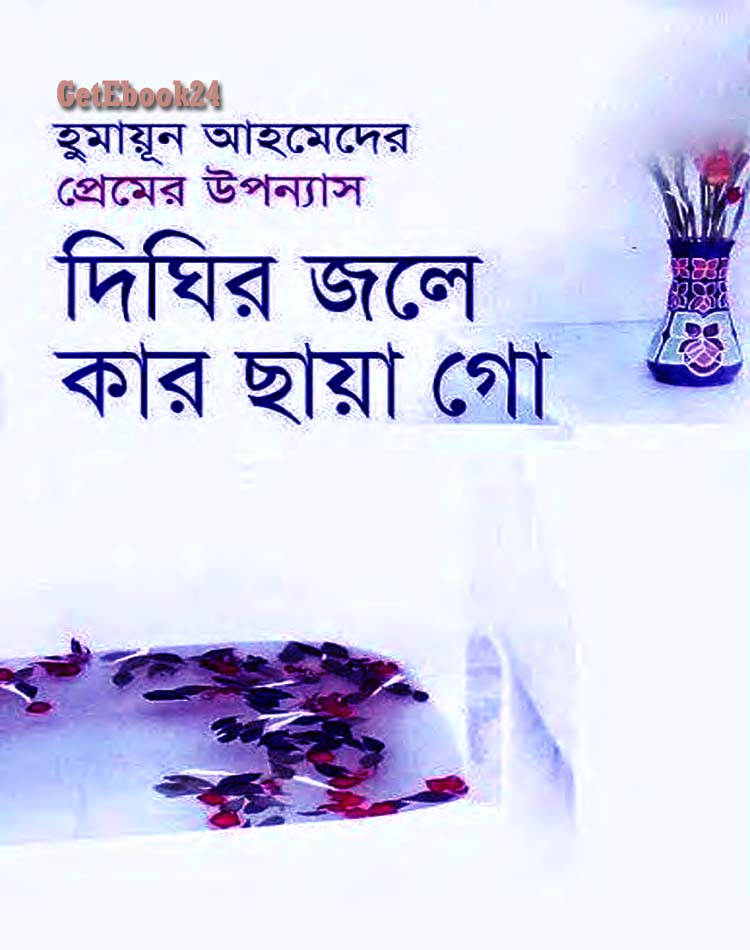 GetEbook24
হুমায়ূন আহমেদের
প্রেমের উপন্যাস
দিঘির জলে
কার ছায়া গো